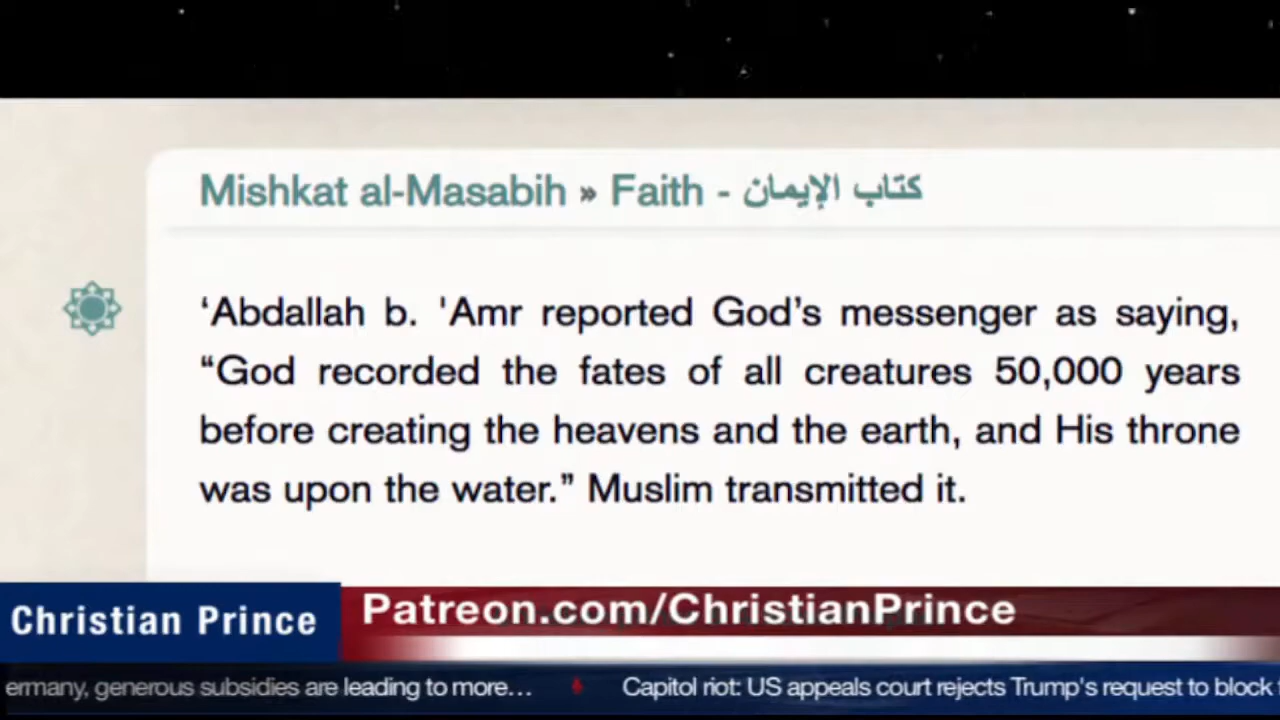 Mishkat al-Masabih » Faith - كتاب الإيمان
‘Abdallah b. 'Amr reported God’s messenger as saying,
“God recorded the fates of all creatures 50,000 years
before creating the heavens and the earth, and His throne
was upon the water.” Muslim transmitted it.
Christian Prince
Patreon.com/ChristianPrince
ermany, generous subsidies are leading to more... Capitol riot: US appeals court rejects Trump's request to block